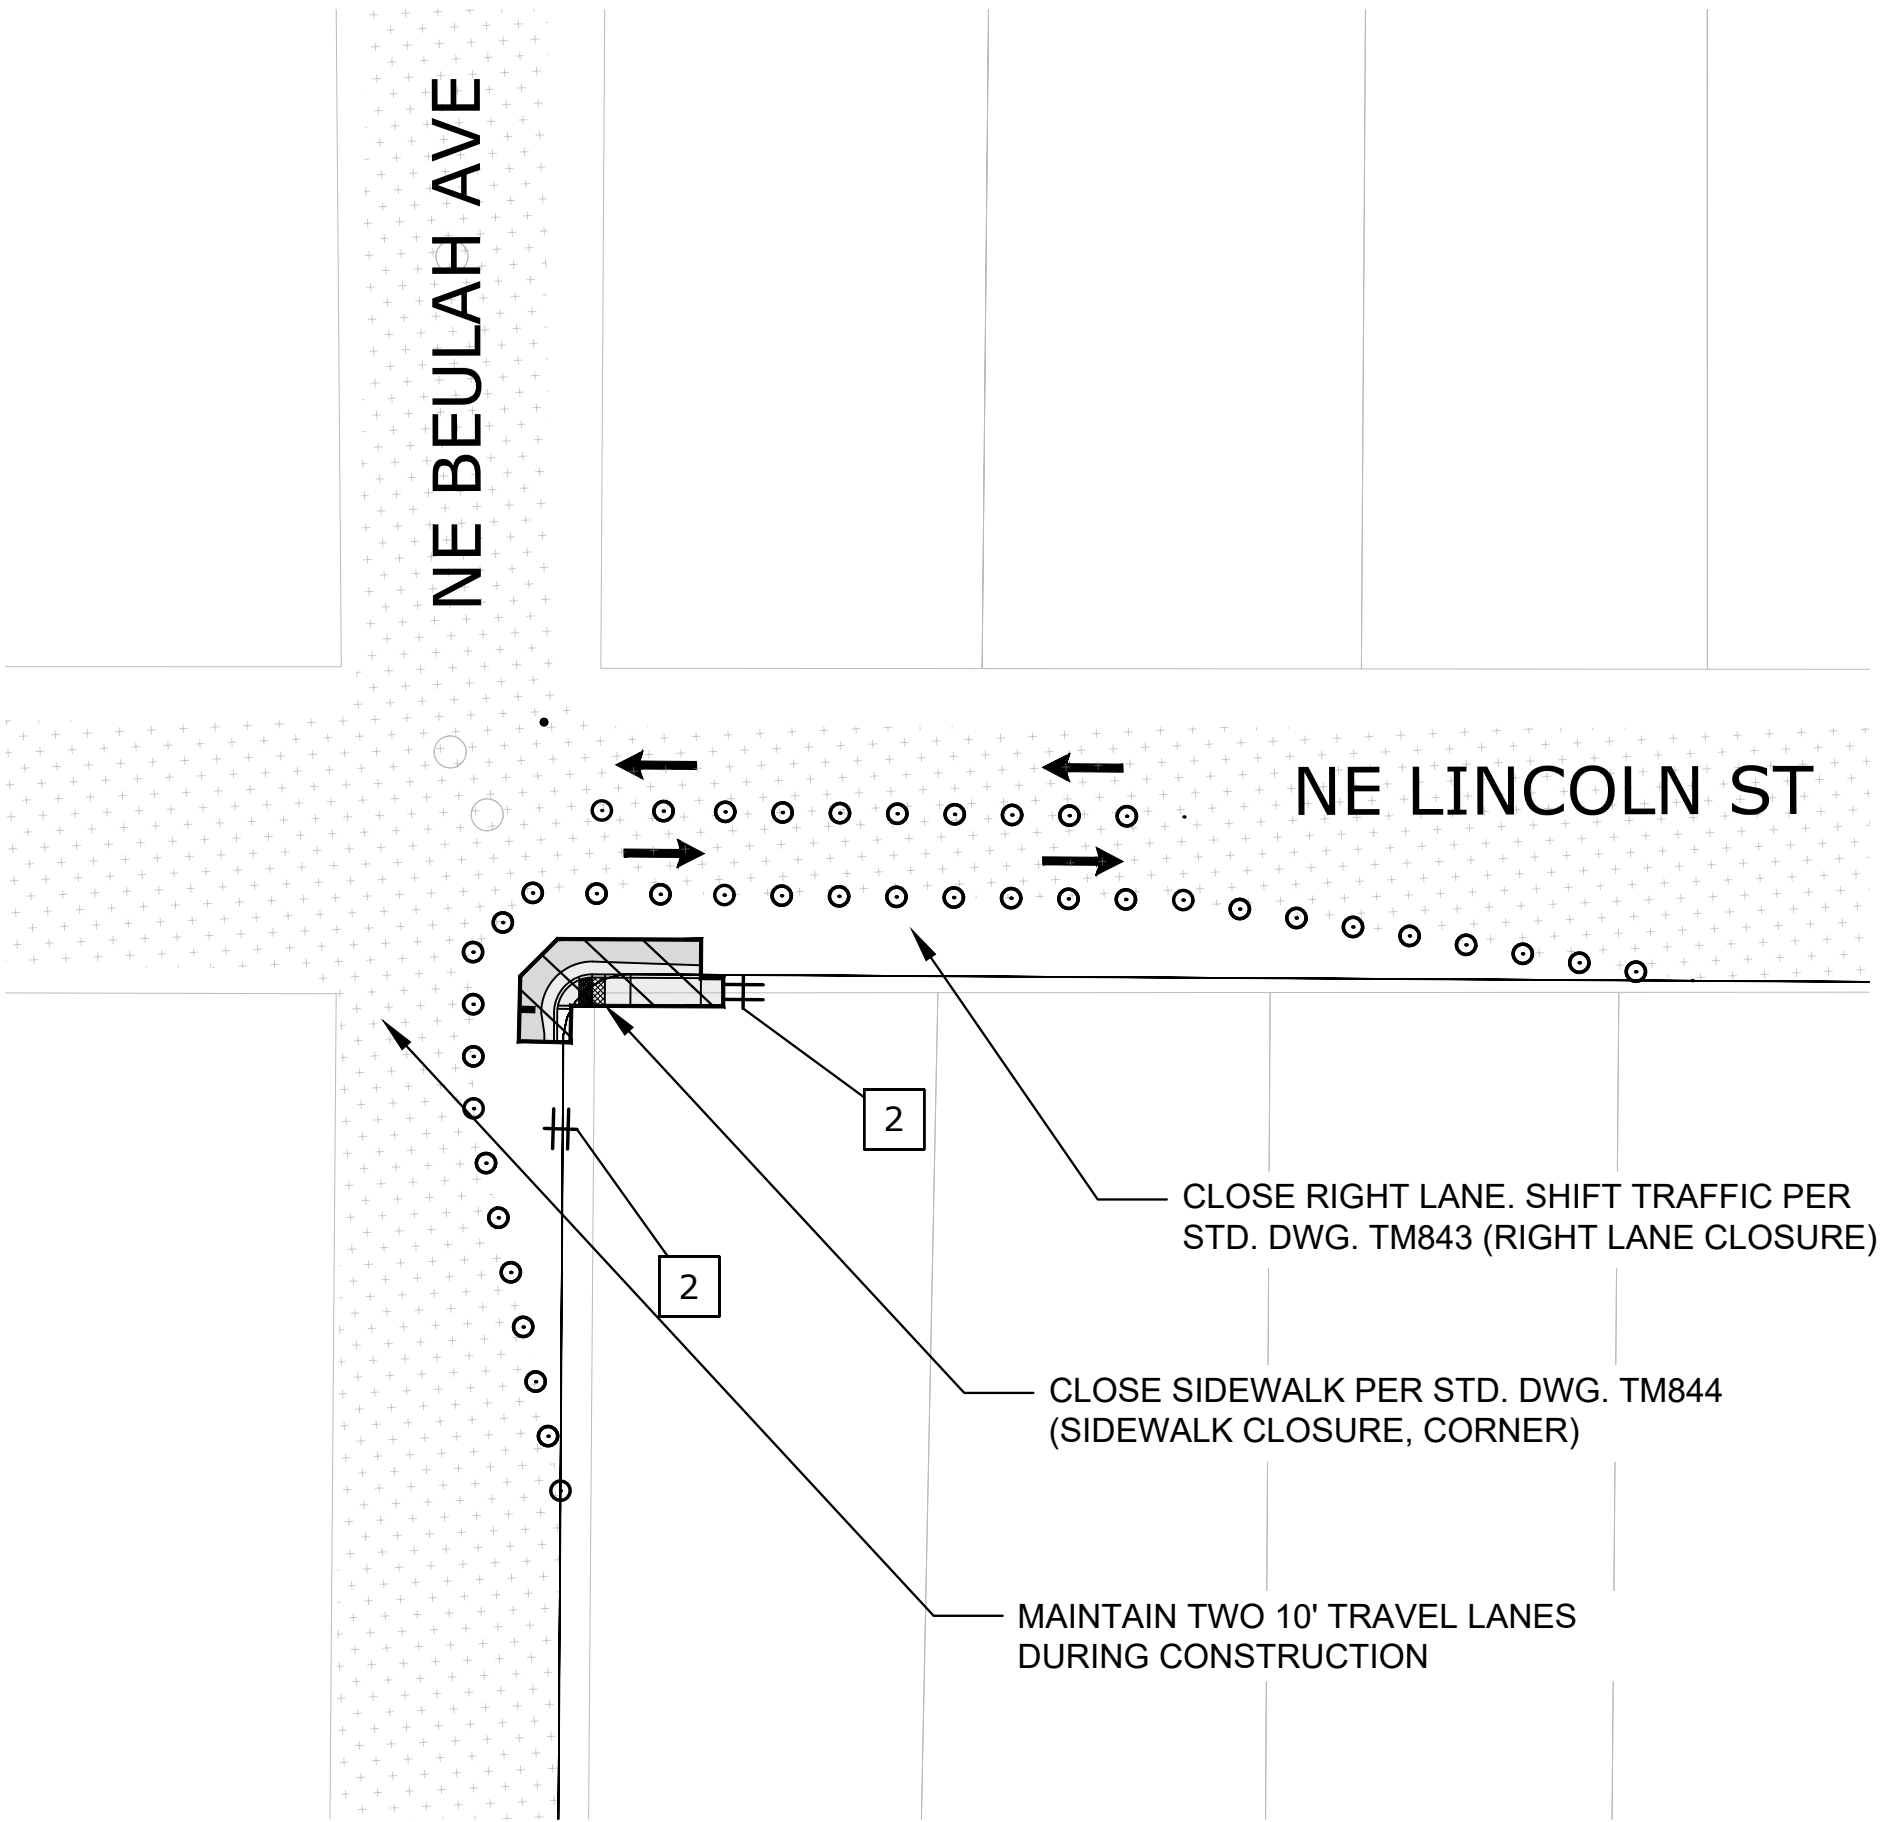 NE BEULAH AVE
NE LINCOLN ST
2
CLOSE RIGHT LANE. SHIFT TRAFFIC PER
STD. DWG. TM843 (RIGHT LANE CLOSURE)
2
CLOSE SIDEWALK PER STD. DWG. TM844
(SIDEWALK CLOSURE, CORNER)
MAINTAIN TWO 10' TRAVEL LANES
DURING CONSTRUCTION